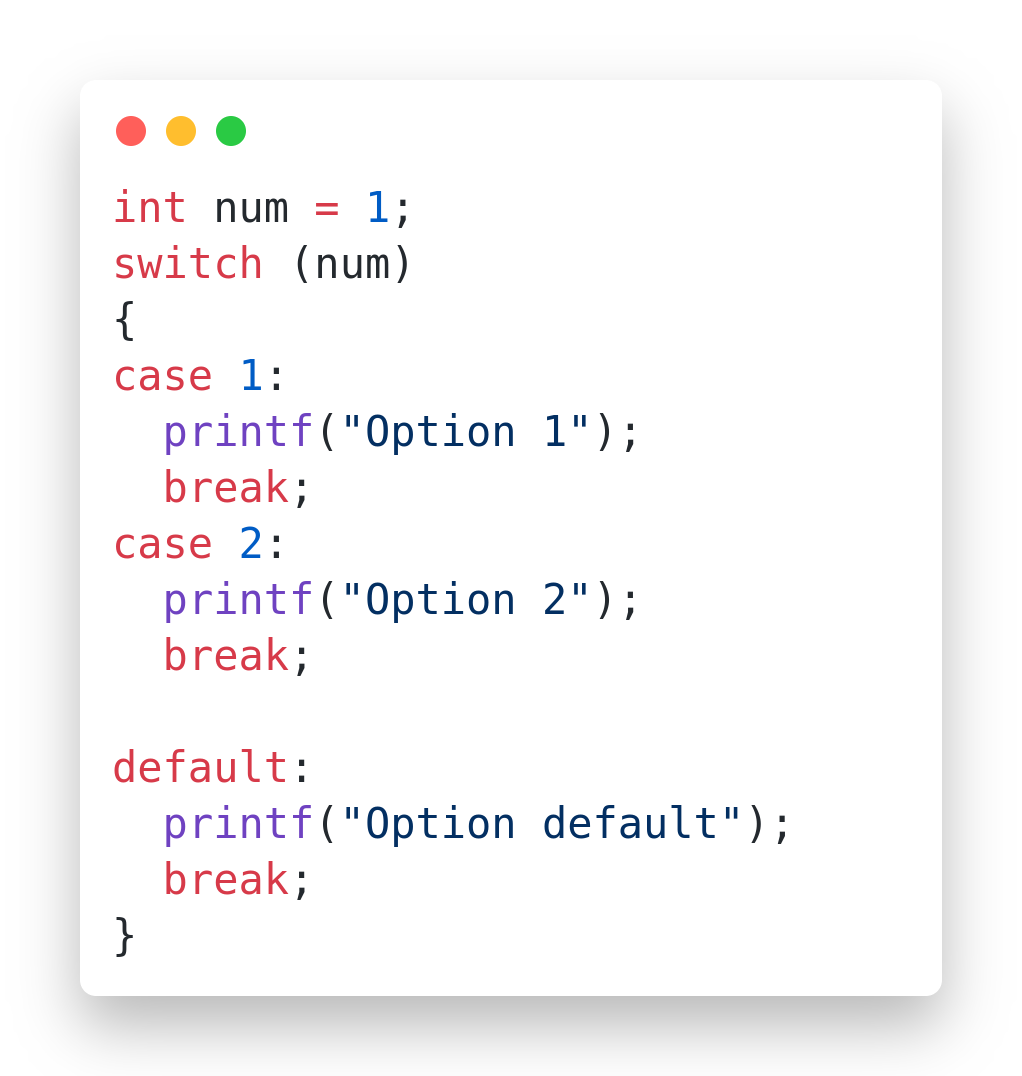 int num = 1;
switch (num)
{
case 1:
  printf("Option 1");
  break;
case 2:
  printf("Option 2");
  break;

default:
  printf("Option default");
  break;
}